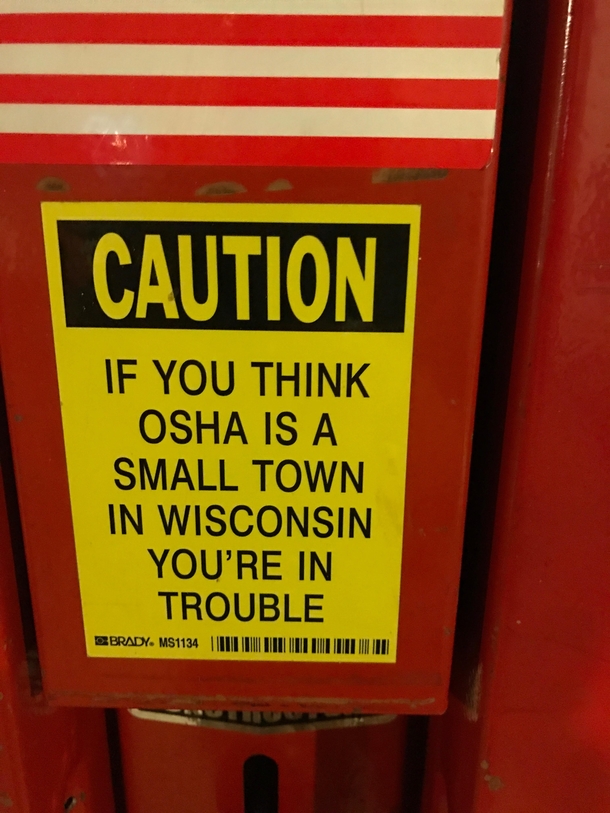 CAUTION
IF YOU THINK
OSHA IS A
SMALL TOWN
IN WISCONSIN
YOU'RE IN
TROUBLE
BRADY® MS1134